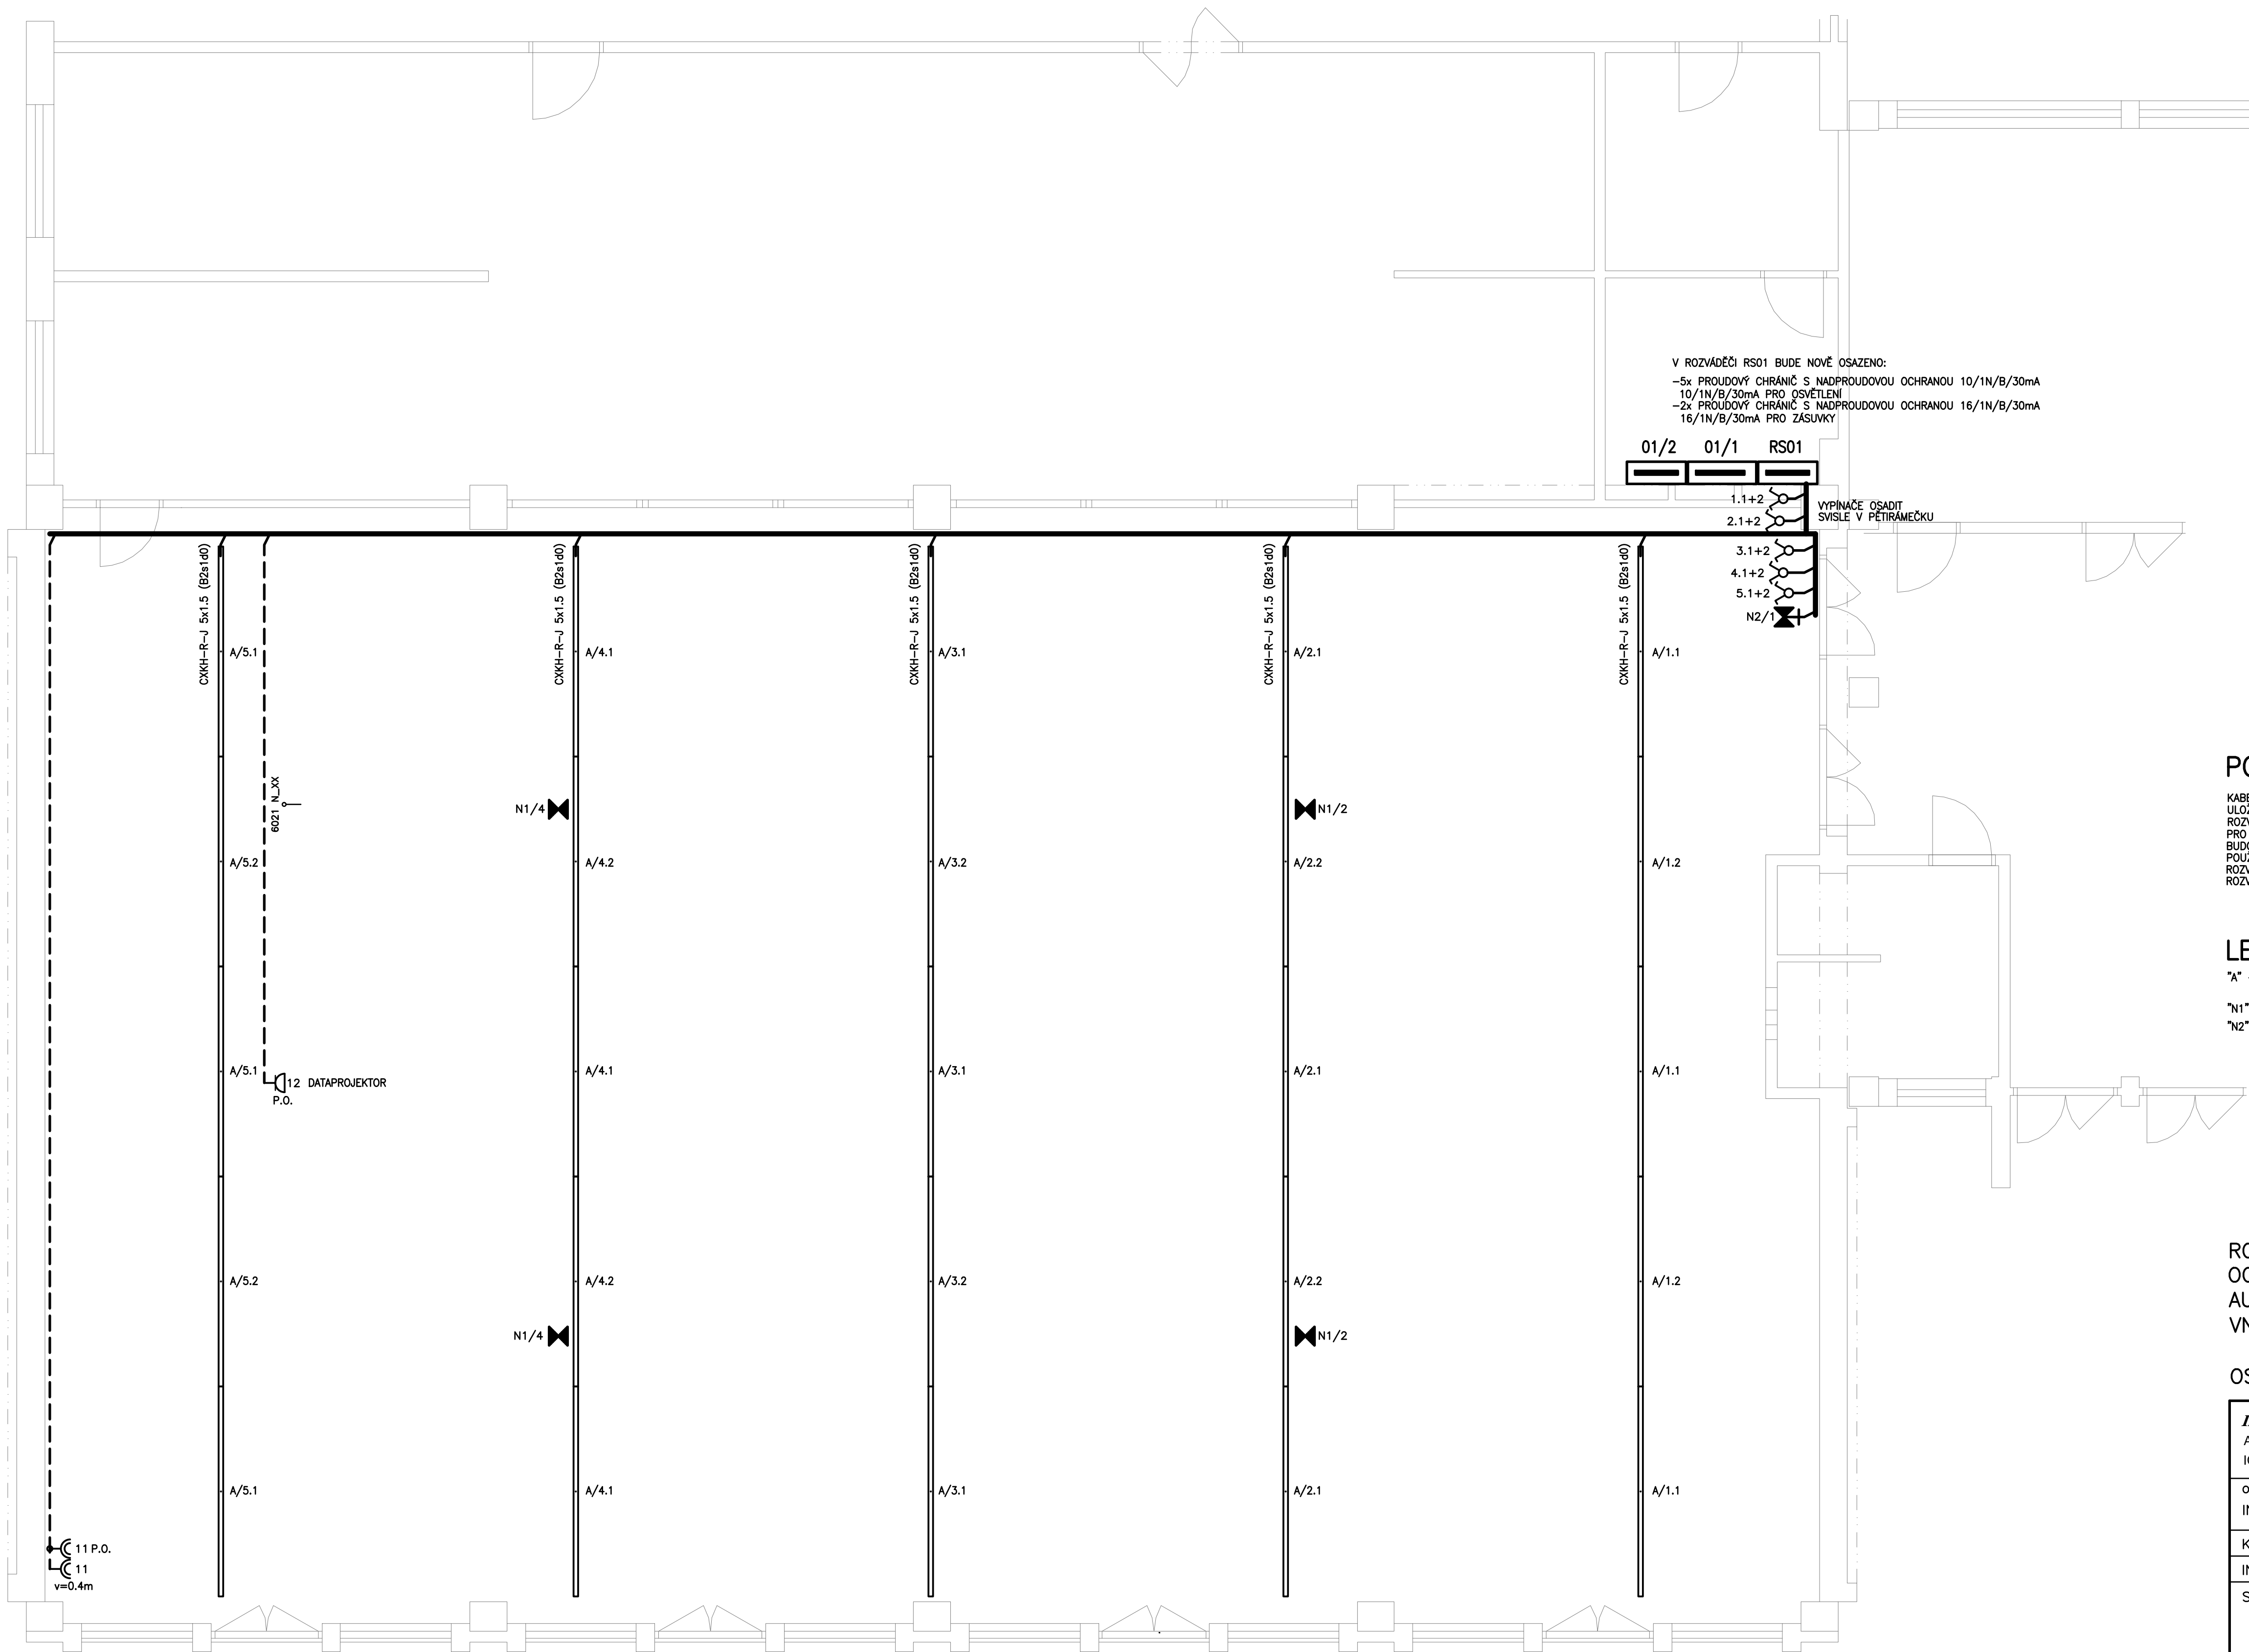 V ROZVÁDĚČI RS01 BUDE NOVĚ OSAZENO:
-5x PROUDOVÝ CHRÁNIČ S NADPROUDOVOU OCHRANOU 10/1N/B/30mA
10/1N/B/30mA PRO OSVĚTLENÍ
-2x PROUDOVÝ CHRÁNIČ S NADPROUDOVOU OCHRANOU 16/1N/B/30mA
16/1N/B/30mA PRO ZÁSUVKY
01/2 01/1 RS01
1.1+2
2.1+2
VYPÍNAČE OSADIT
SVISLE V PĚTIRÁMEČKU
3.1+2
4.1+2
5.1+2
N2/1
CXKH-R-J 5x1.5 (B2s1d0)
CXKH-R-J 5x1.5 (B2s1d0)
CXKH-R-J 5x1.5 (B2s1d0)
CXKH-R-J 5x1.5 (B2s1d0)
CXKH-R-J 5x1.5 (B2s1d0)
A/5.1 A/4.1 A/3.1 A/2.1 A/1.1
6021 N_XX
N1/4 N1/2
A/5.2 A/4.2 A/3.2 A/2.2 A/1.2
A/5.1 A/4.1 A/3.1 A/2.1 A/1.1
12 DATAPROJEKTOR
P.O.
A/5.2 A/4.2 A/3.2 A/2.2 A/1.2
N1/4 N1/2
A/5.1 A/4.1 A/3.1 A/2.1 A/1.1
11 P.O.
11
v=0.4m
"A"
"N1"
"N2"
PRO